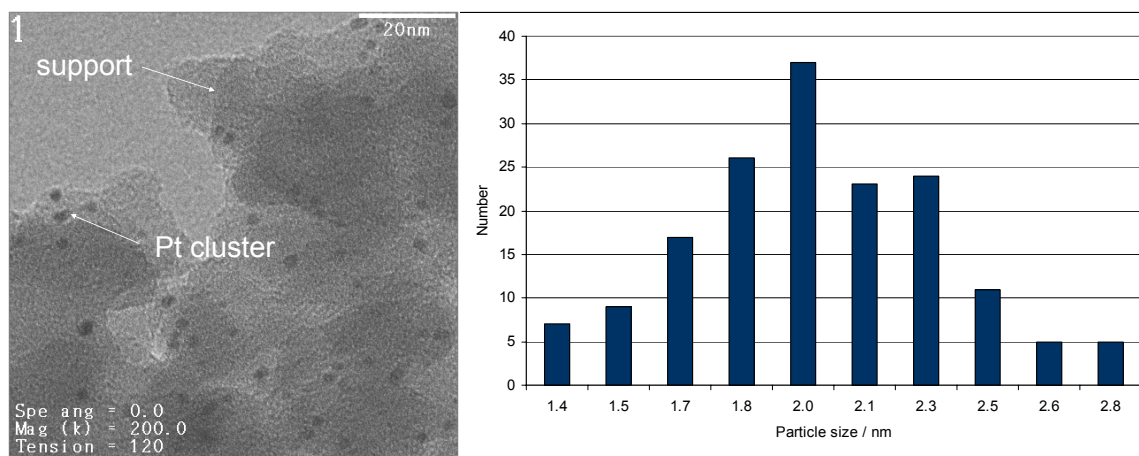 1
20nm
support
Pt cluster
Spe ang = 0.0
Mag (k) = 200.0
Tension = 120
40
35
30
25
20
15
10
5
0
Number
1.4 1.5 1.7 1.8 2.0 2.1 2.3 2.5 2.6 2.8
Particle size / nm